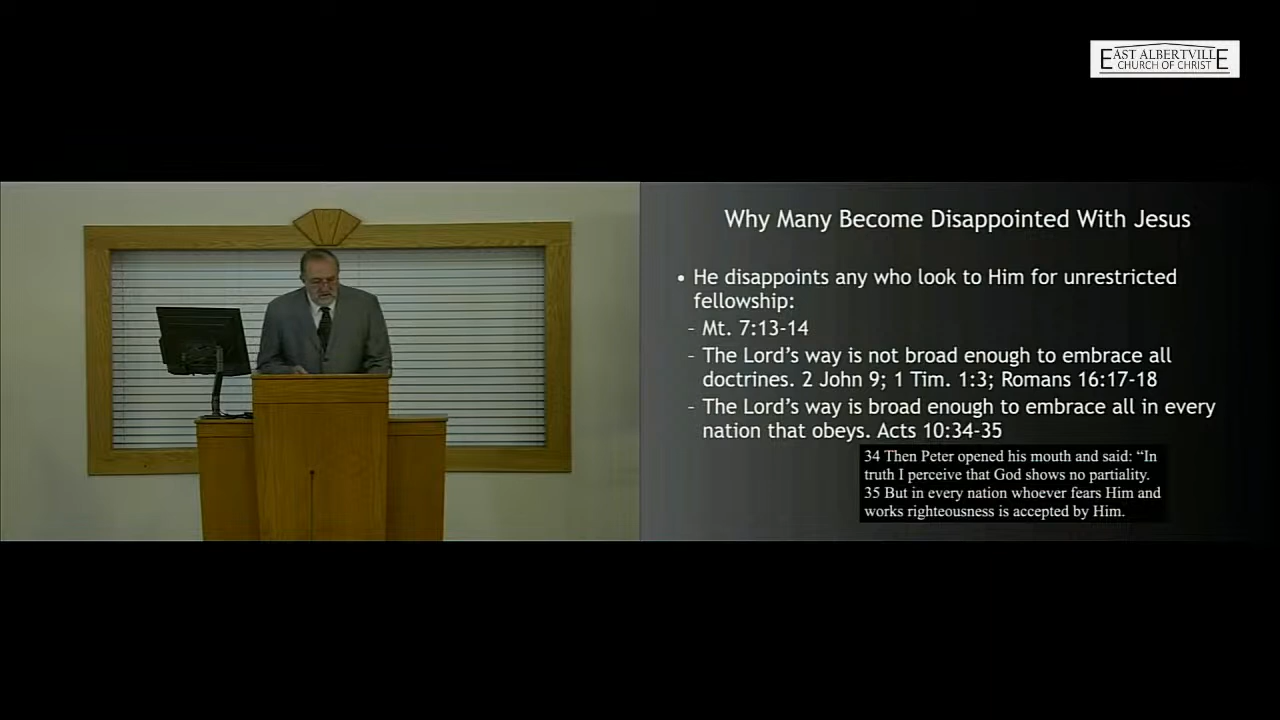 EAST ALBERTVILLE
CHURCH OF CHRIST
Why Many Become Disappointed With Jesus
• He disappoints any who look to Him for unrestricted
fellowship:
- Mt. 7:13-14
- The Lord's way is not broad enough to embrace all
doctrines. 2 John 9; 1 Tim. 1:3; Romans 16:17-18
- The Lord's way is broad enough to embrace all in every
nation that obeys. Acts 10:34-35
34 Then Peter opened his mouth and said: “In
truth I perceive that God shows no partiality.
35 But in every nation whoever fears Him and
works righteousness is accepted by Him.